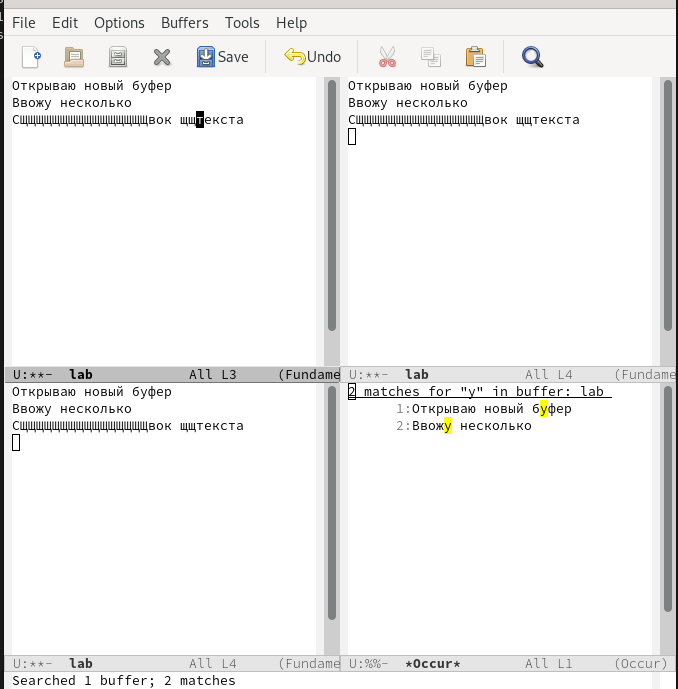 File Edit Options Buffers Tools Help
Save Undo
Открываю новый буфер
Ввожу несколько
СЩЩЩЩЩЩЩЩЩЩЩЩЩЩЩЩвок щщтекста
U:**-  lab            All L3     (Fundame
Открываю новый буфер
Ввожу несколько
СЩЩЩЩЩЩЩЩЩЩЩЩЩЩЩЩвок щщтекста
U:**-  lab            All L4     (Fundame
Открываю новый буфер
Ввожу несколько
СЩЩЩЩЩЩЩЩЩЩЩЩЩЩЩЩвок щщтекста
U:**-  lab            All L4     (Fundame
2 matches for "у" in buffer: lab
1:Открываю новый буфер
2:Ввожу несколько
U:%%-  *Occur*        All L1     (Occur)
Searched 1 buffer; 2 matches